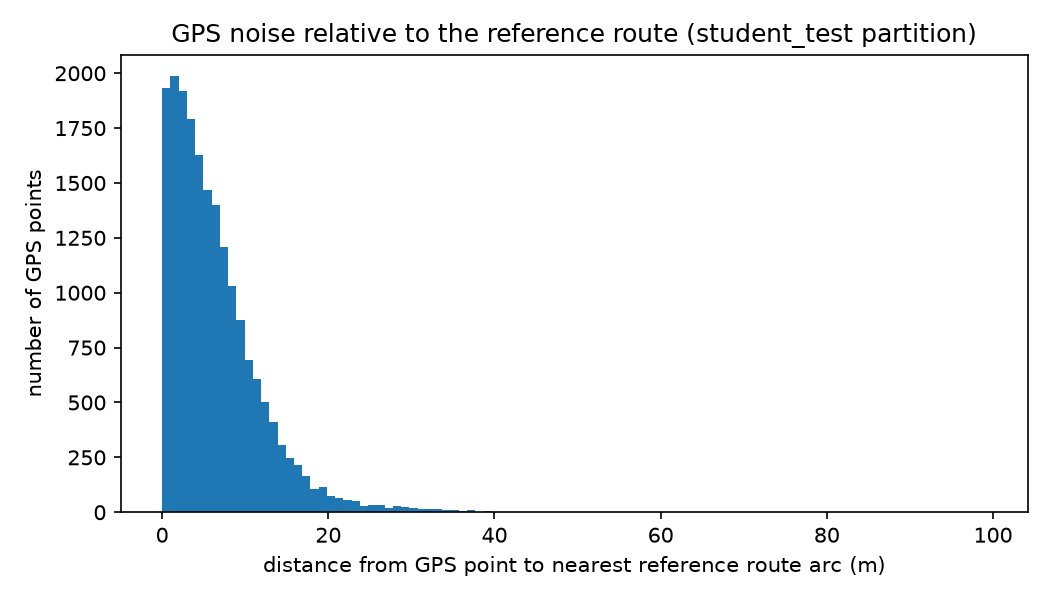 GPS noise relative to the reference route (student_test partition)
2000
1750
1500
1250
1000
750
500
250
0
number of GPS points
0 20 40 60 80 100
distance from GPS point to nearest reference route arc (m)